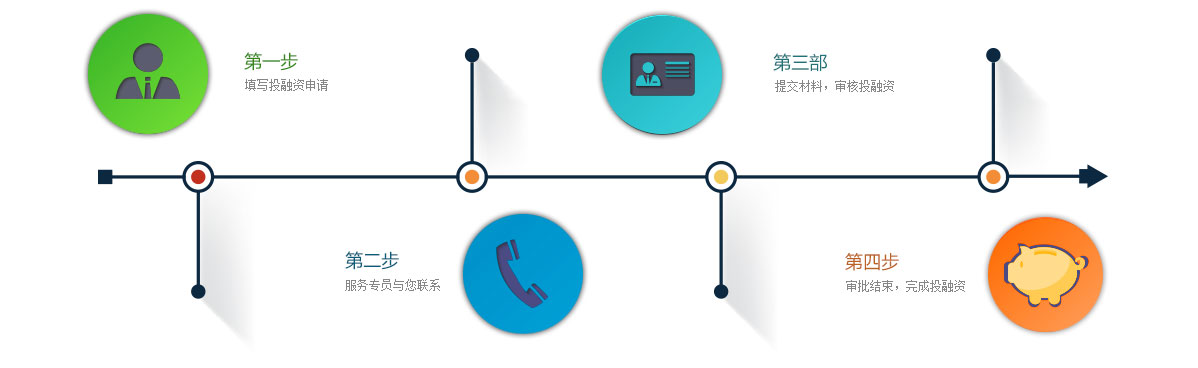 第一步
填写投融资申请
第二步
服务专员与您联系
第三部
提交材料，审核投融资
第四步
审批结束，完成投融资